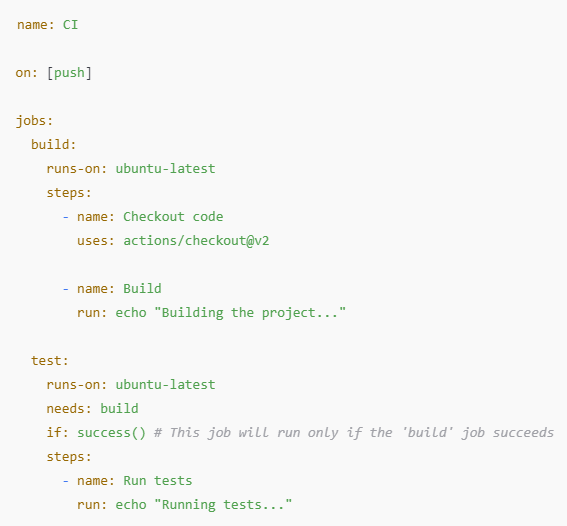 name: CI
on: [push]
jobs:
  build:
    runs-on: ubuntu-latest
    steps:
      - name: Checkout code
        uses: actions/checkout@v2
      - name: Build
        run: echo "Building the project..."
  test:
    runs-on: ubuntu-latest
    needs: build
    if: success() # This job will run only if the 'build' job succeeds
    steps:
      - name: Run tests
        run: echo "Running tests..."